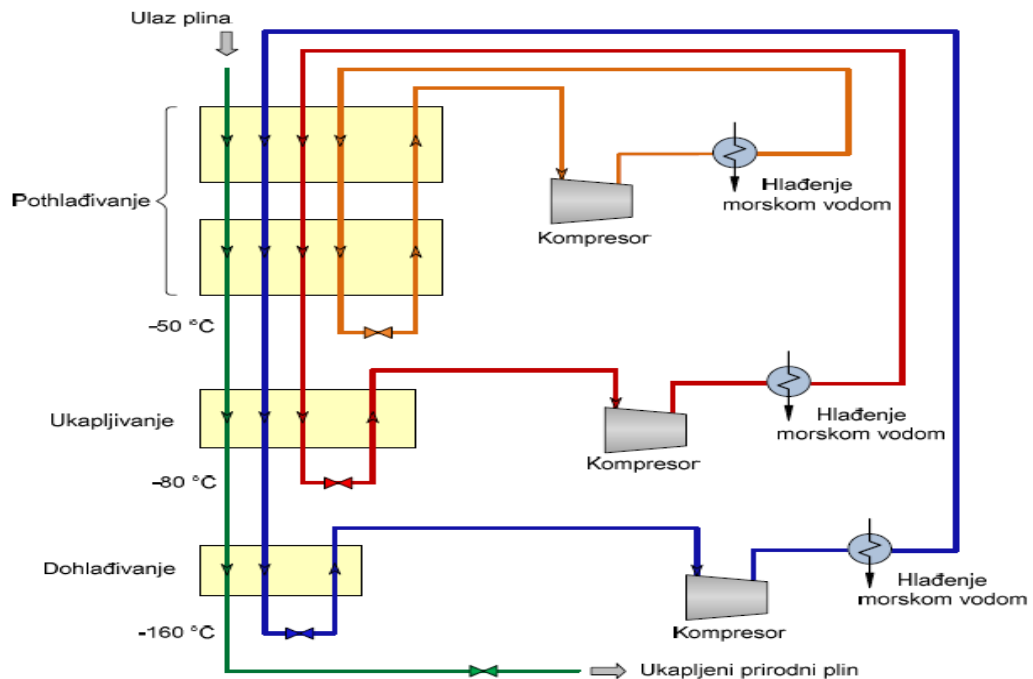 Ulaz plina
Pothlađivanje
Hlađenje
morskom vodom
Kompresor
-50 °C
Ukapljivanje
Hlađenje
morskom vodom
Kompresor
-80 °C
Dohlađivanje
Hlađenje
morskom vodom
Kompresor
-160 °C
Ukapljeni prirodni plin